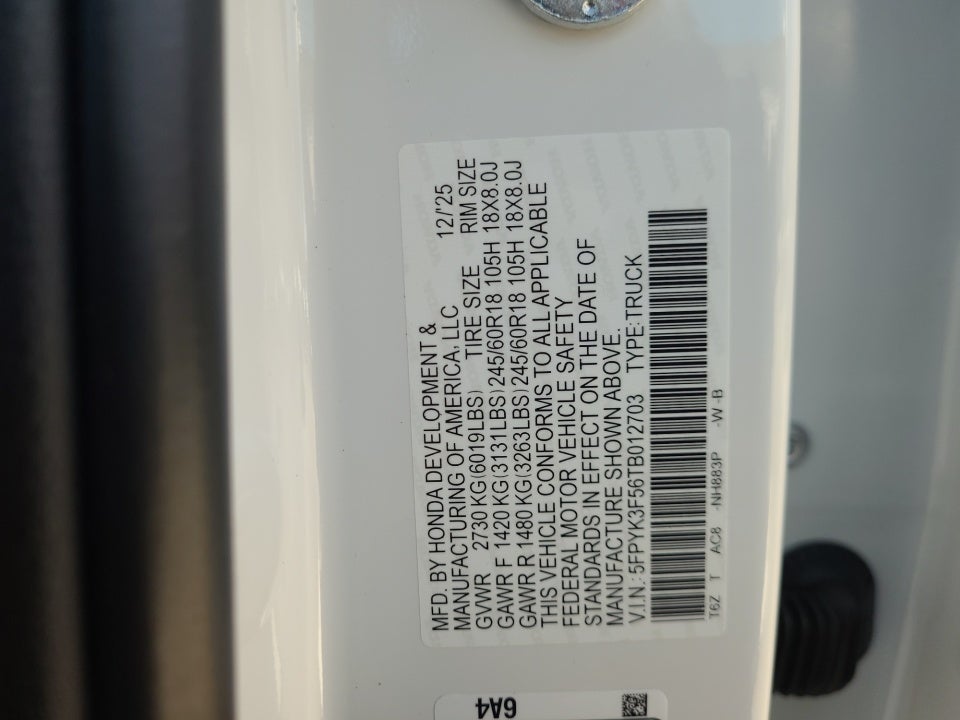 MFD. BY HONDA DEVELOPMENT &
MANUFACTURING OF AMERICA, LLC 12/'25
GVWR 2730 KG(6019LBS) TIRE SIZE RIM SIZE
GAWR F 1420 KG(3131LBS)245/60R18 105H 18X8.0J
GAWR R 1480 KG(3263LBS)245/60R18 105H 18X8.0J
THIS VEHICLE CONFORMS TO ALL APPLICABLE
FEDERAL MOTOR VEHICLE SAFETY
STANDARDS IN EFFECT ON THE DATE OF
MANUFACTURE SHOWN ABOVE.
V.I.N.: 5FPYK3F56TB012703 TYPE:TRUCK
T6Z T AC8 -NH883P -W -B
6A4